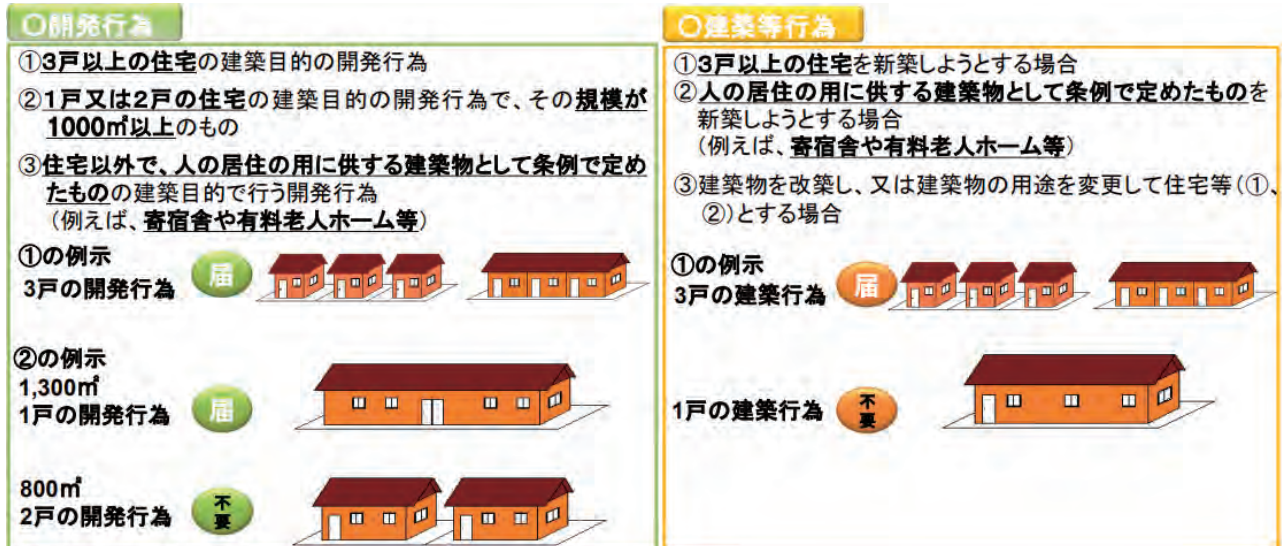 〇開発行為
①3戸以上の住宅の建築目的の開発行為
②1戸又は2戸の住宅の建築目的の開発行為で、その規模が
1000㎡以上のもの
③住宅以外で、人の居住の用に供する建築物として条例で定め
たものの建築目的で行う開発行為
(例えば、寄宿舎や有料老人ホーム等)
①の例示
3戸の開発行為
届
②の例示
1,300㎡
1戸の開発行為
届
800㎡
2戸の開発行為
不
要
〇建築等行為
①3戸以上の住宅を新築しようとする場合
②人の居住の用に供する建築物として条例で定めたものを
新築しようとする場合
(例えば、寄宿舎や有料老人ホーム等)
③建築物を改築し、又は建築物の用途を変更して住宅等(①、
②)とする場合
①の例示
3戸の建築行為
届
1戸の建築行為
不
要